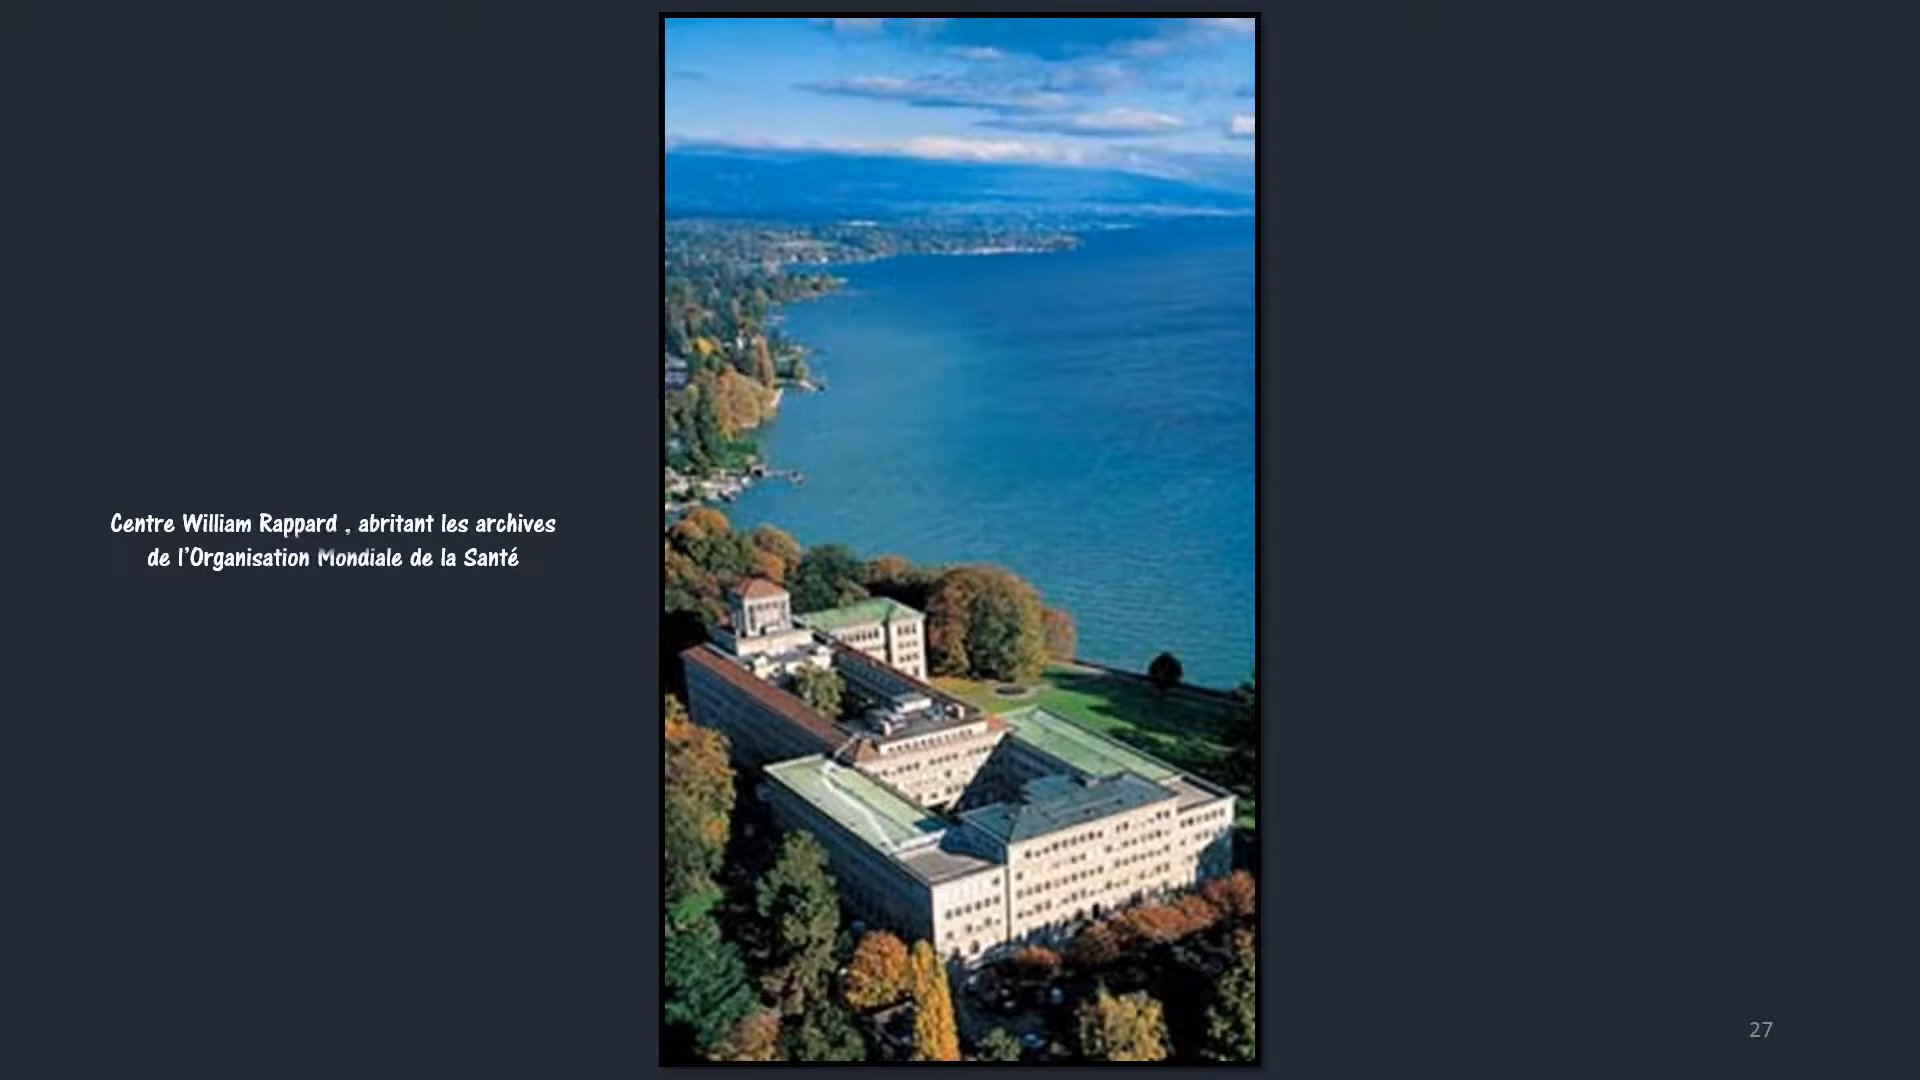 Centre William Rappard , abritant les archives
de l’Organisation Mondiale de la Santé
27